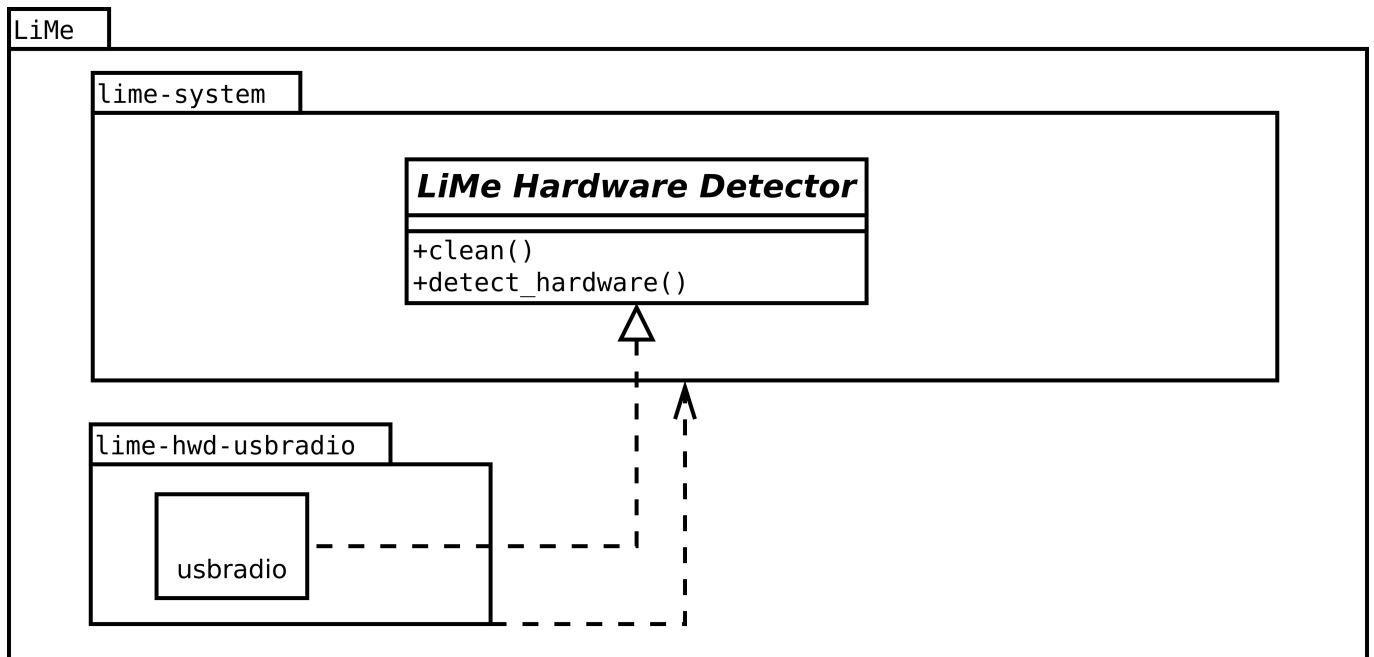 LiMe
lime-system
LiMe Hardware Detector
+clean()
+detect_hardware()
lime-hwd-usbradio
usbradio